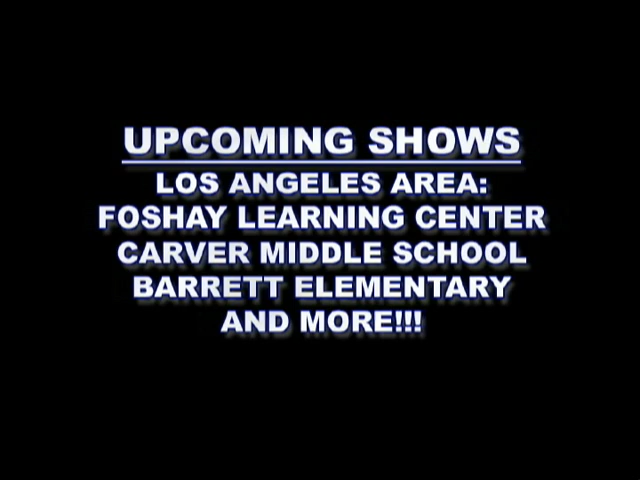 UPCOMING SHOWS
LOS ANGELES AREA:
FOSHAY LEARNING CENTER
CARVER MIDDLE SCHOOL
BARRETT ELEMENTARY
AND MORE!!!